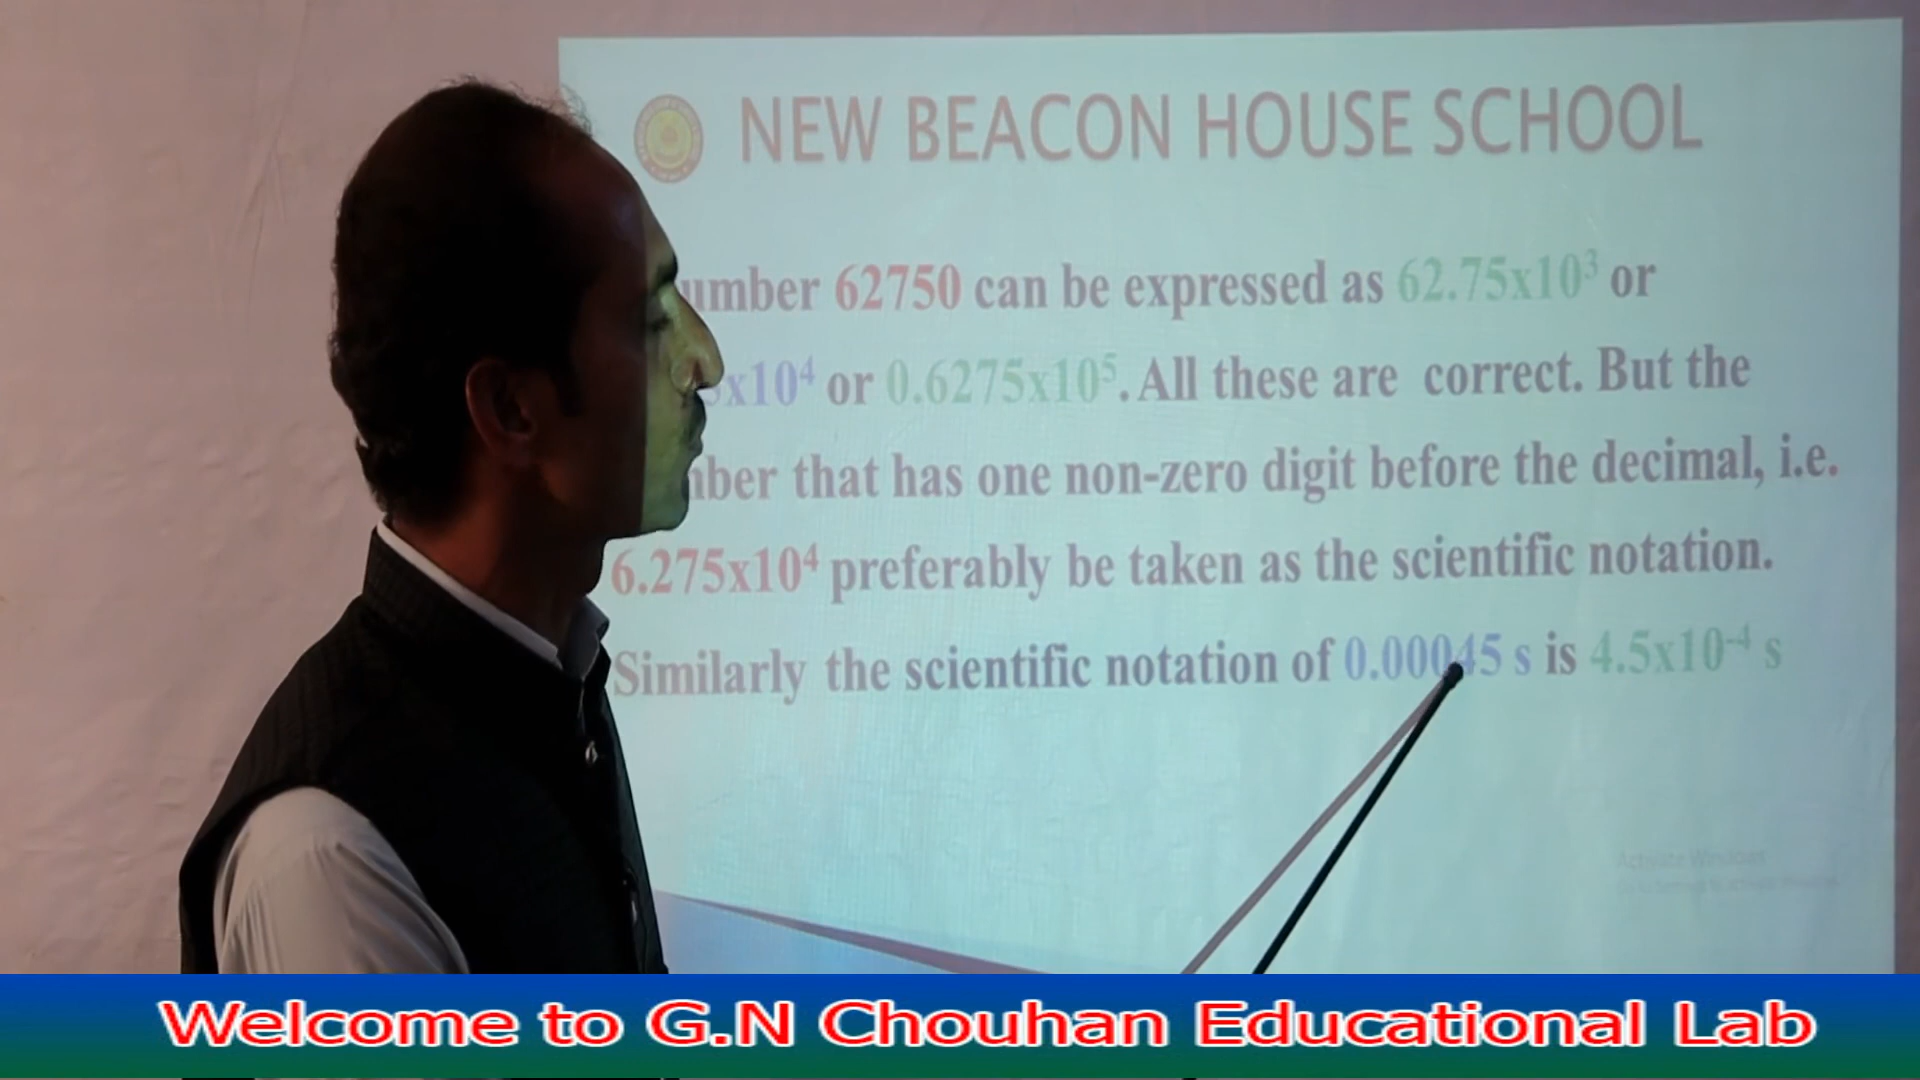 NEW BEACON HOUSE SCHOOL
umber 62750 can be expressed as 62.75x10³ or
x10⁴ or 0.6275x10⁵. All these are correct. But the
ber that has one non-zero digit before the decimal, i.e.
6.275x10⁴ preferably be taken as the scientific notation.
Similarly the scientific notation of 0.00045 s is 4.5x10⁻⁴ s
Activate Windows
Welcome to G.N Chouhan Educational Lab